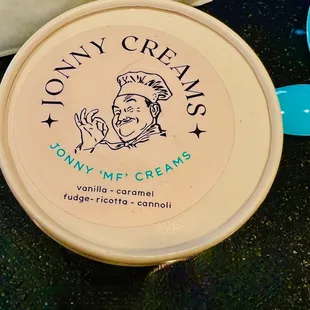 JONNY CREAMS
JONNY 'MF' CREAMS
vanilla - caramel
fudge- ricotta - cannoli